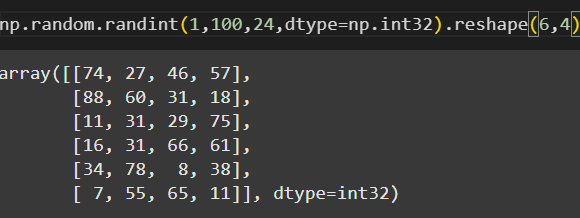 np.random.randint(1,100,24,dtype=np.int32).reshape(6,4)
array([[74, 27, 46, 57],
       [88, 60, 31, 18],
       [11, 31, 29, 75],
       [16, 31, 66, 61],
       [34, 78,  8, 38],
       [ 7, 55, 65, 11]], dtype=int32)